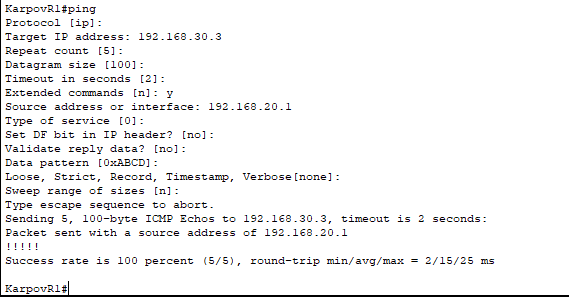 KarpovR1#ping
Protocol [ip]:
Target IP address: 192.168.30.3
Repeat count [5]:
Datagram size [100]:
Timeout in seconds [2]:
Extended commands [n]: y
Source address or interface: 192.168.20.1
Type of service [0]:
Set DF bit in IP header? [no]:
Validate reply data? [no]:
Data pattern [0xABCD]:
Loose, Strict, Record, Timestamp, Verbose[none]:
Sweep range of sizes [n]:
Type escape sequence to abort.
Sending 5, 100-byte ICMP Echos to 192.168.30.3, timeout is 2 seconds:
Packet sent with a source address of 192.168.20.1
!!!!!
Success rate is 100 percent (5/5), round-trip min/avg/max = 2/15/25 ms
KarpovR1#